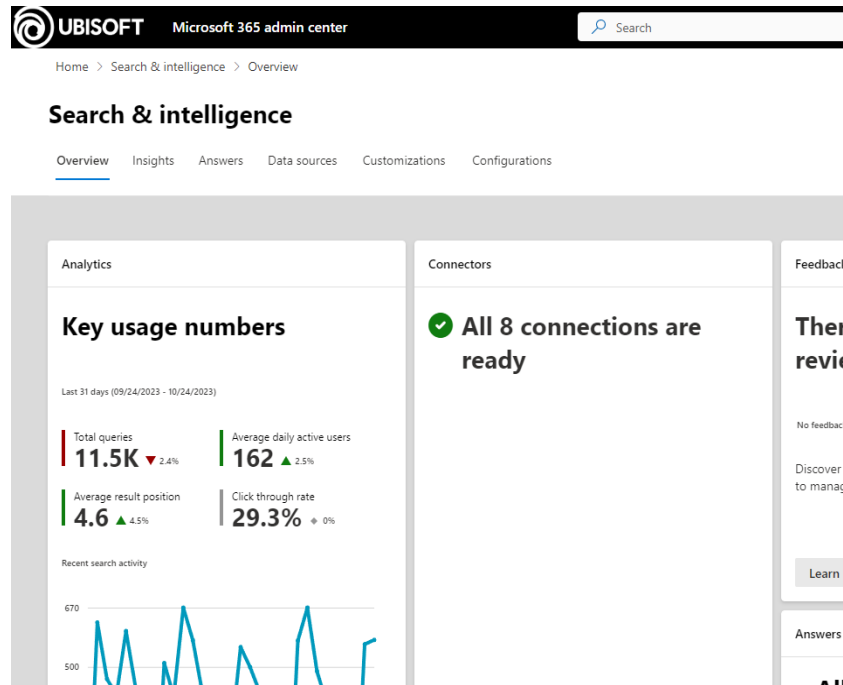 UBISOFT Microsoft 365 admin center Search
Home > Search & intelligence > Overview
Search & intelligence
Overview Insights Answers Data sources Customizations Configurations
Analytics
Key usage numbers
Last 31 days (09/24/2023 - 10/24/2023)
Total queries
11.5K ▼ 2.4%
Average daily active users
162 ▲ 2.5%
Average result position
4.6 ▲ 4.5%
Click through rate
29.3% ◆ 0%
Recent search activity
670
500
Connectors
All 8 connections are
ready
No
Discover
Learn
Answers